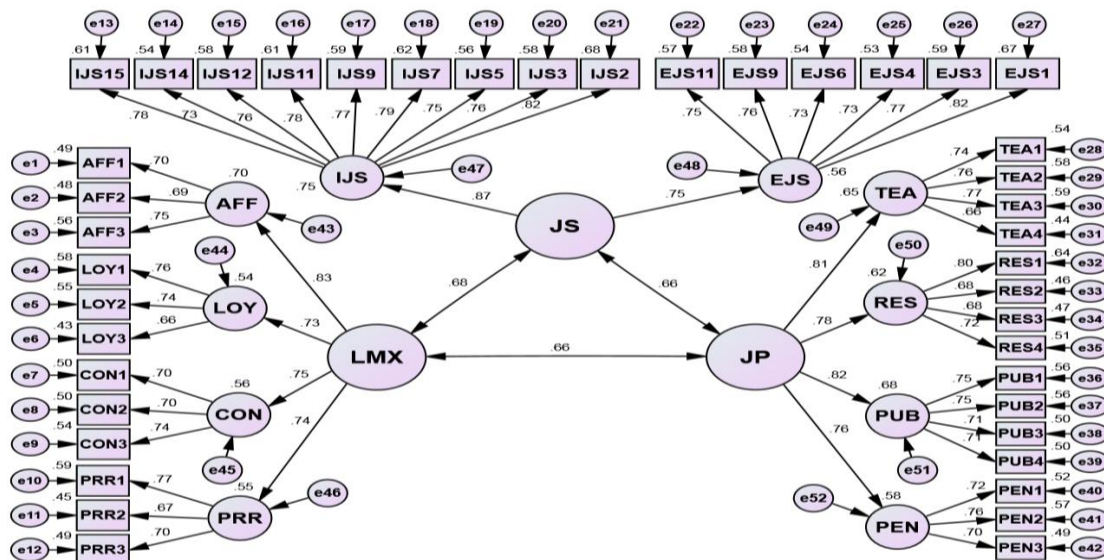 e13 e14 e15 e16 e17 e18 e19 e20 e21 e22 e23 e24 e25 e26 e27
.61 .54 .58 .61 .59 .62 .56 .58 .68 .57 .58 .54 .53 .59 .67
IJS15 IJS14 IJS12 IJS11 IJS9 IJS7 IJS5 IJS3 IJS2 EJS11 EJS9 EJS6 EJS4 EJS3 EJS1
.78 .73 .76 .78 .77 .79 .75 .76 .82 .75 .76 .73 .73 .77 .82
IJS .75 e47 .87
EJS .56 e48 .75
JS
e1 .49 AFF1 .70
e2 .48 AFF2 .69
e3 .56 AFF3 .75
.70 AFF e43 .83
e4 .58 LOY1 .76
e5 .55 LOY2 .74
e6 .43 LOY3 .66
e44 .54 LOY .73
e7 .50 CON1 .70
e8 .50 CON2 .70
e9 .54 CON3 .74
.56 CON e45 .75
e10 .59 PRR1 .77
e11 .45 PRR2 .67
e12 .49 PRR3 .70
.55 PRR e46 .74
LMX
.68 .66
.66
JP
.81 .65 TEA e49
.74 TEA1 .54 e28
.76 TEA2 .58 e29
.77 TEA3 .59 e30
.66 TEA4 .44 e31
.78 .62 RES e50
.80 RES1 .64 e32
.68 RES2 .46 e33
.68 RES3 .47 e34
.72 RES4 .51 e35
.82 .68 PUB e51
.75 PUB1 .56 e36
.75 PUB2 .56 e37
.71 PUB3 .50 e38
.71 PUB4 .50 e39
.76 .58 PEN e52
.72 PEN1 .52 e40
.76 PEN2 .57 e41
.70 PEN3 .49 e42